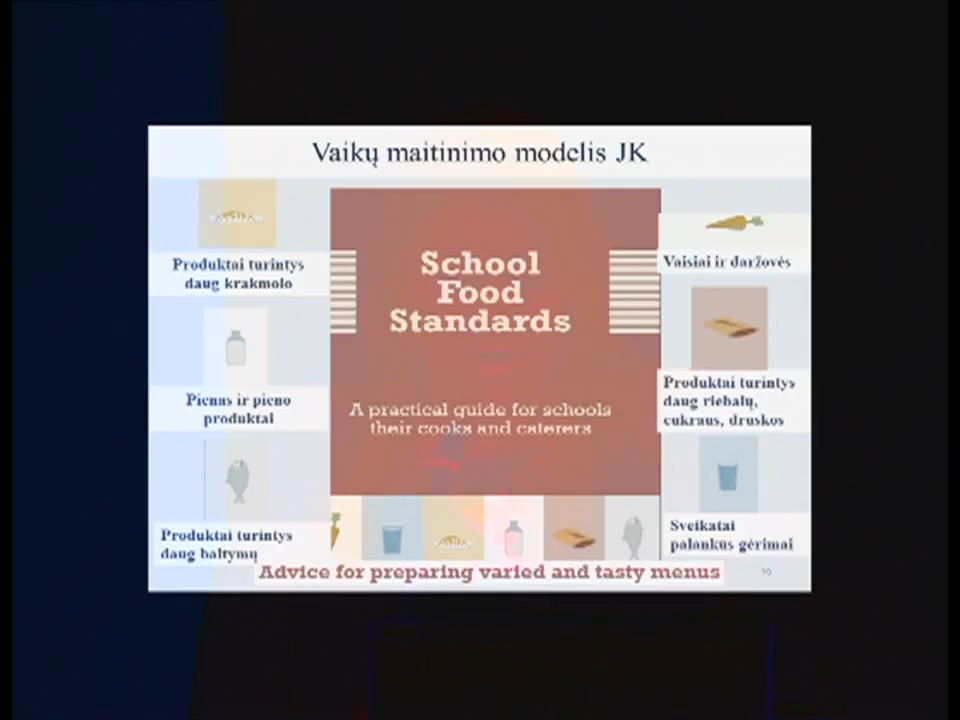 Vaikų maitinimo modelis JK
Produktai turintys
daug krakmolo
Pienas ir pieno
produktai
Produktai turintys
daug baltymų
School
Food
Standards
A practical guide for schools
their cooks and caterers
Vaisiai ir daržovės
Produktai turintys
daug riebalų,
cukraus, druskos
Sveikatai
palankus gėrimai
Advice for preparing varied and tasty menus